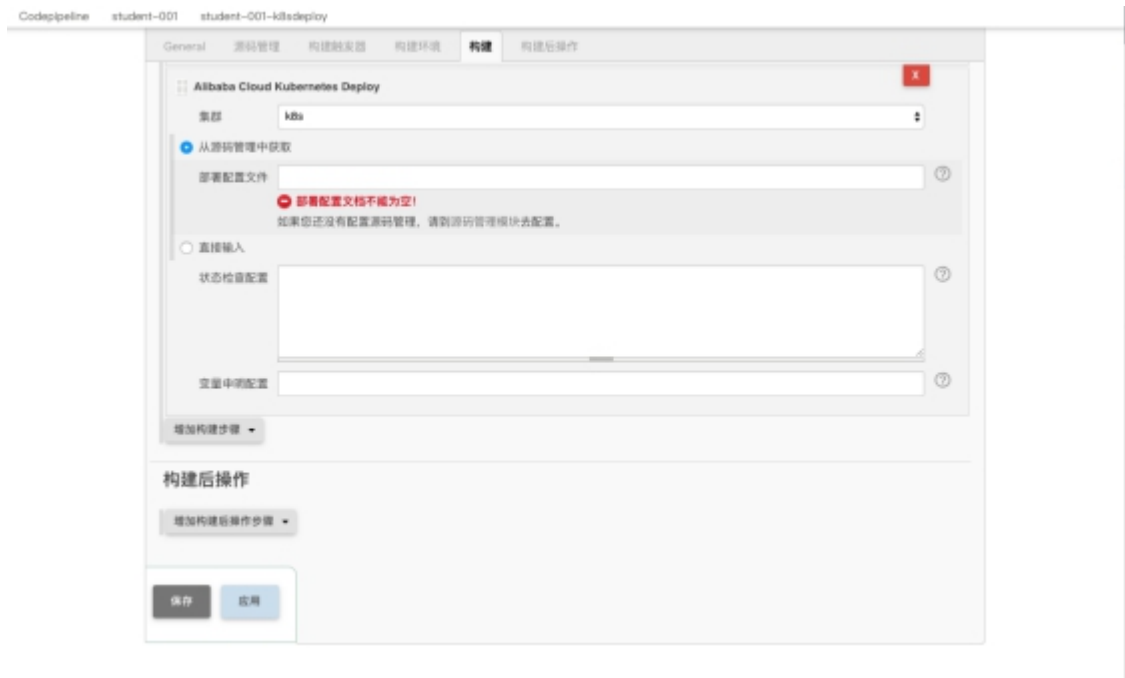 Codepipeline student-001 student-001-k8sdeploy
General 源码管理 构建触发器 构建环境 构建 构建后操作
X
Alibaba Cloud Kubernetes Deploy
集群 k8s
从源码管理中获取
部署配置文件
部署配置文档不能为空!
如果您还没有配置源码管理，请到源码管理模块去配置。
直接输入
状态检查配置
变量申明配置
增加构建步骤
构建后操作
增加构建后操作步骤
保存 应用